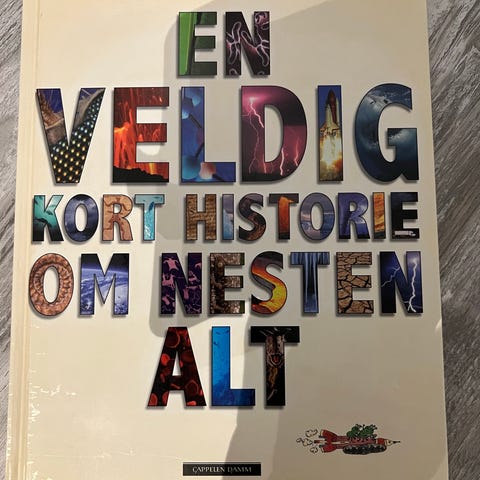 EN
VELDIG
KORT HISTORIE
OM NESTEN
ALT
CAPPELEN DAMM